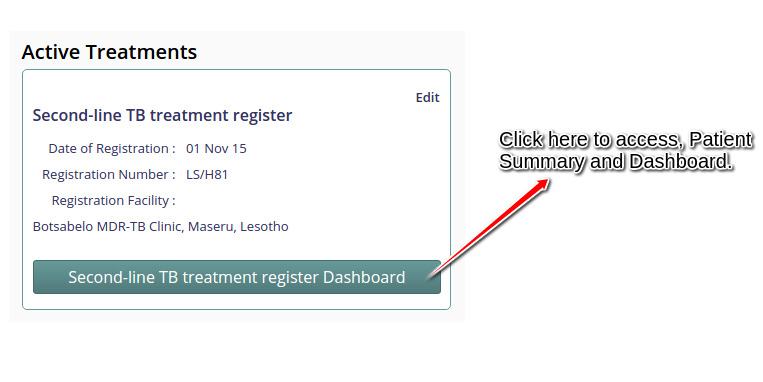 Active Treatments
Edit
Second-line TB treatment register
Date of Registration : 01 Nov 15
Registration Number : LS/H81
Registration Facility :
Botsabelo MDR-TB Clinic, Maseru, Lesotho
Second-line TB treatment register Dashboard
Click here to access, Patient
Summary and Dashboard.